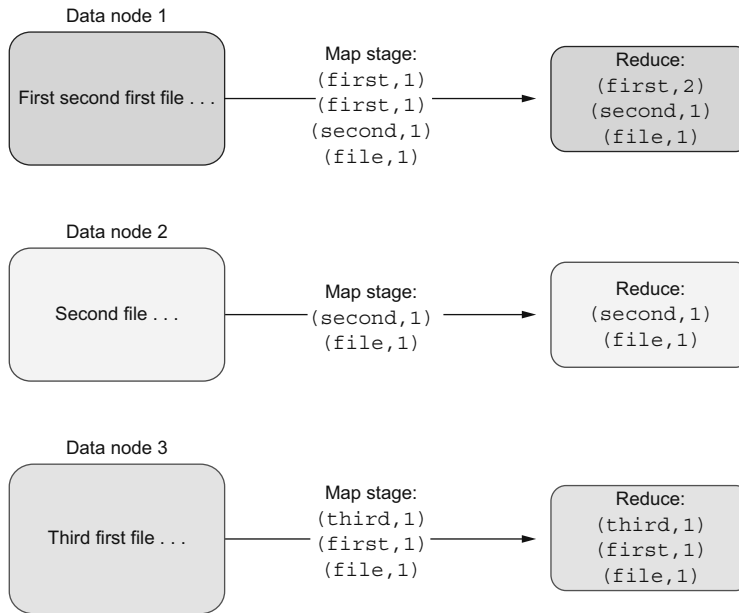 Data node 1
First second first file . . .
Map stage:
(first,1)
(first,1)
(second,1)
(file,1)
Reduce:
(first,2)
(second,1)
(file,1)
Data node 2
Second file . . .
Map stage:
(second,1)
(file,1)
Reduce:
(second,1)
(file,1)
Data node 3
Third first file . . .
Map stage:
(third,1)
(first,1)
(file,1)
Reduce:
(third,1)
(first,1)
(file,1)